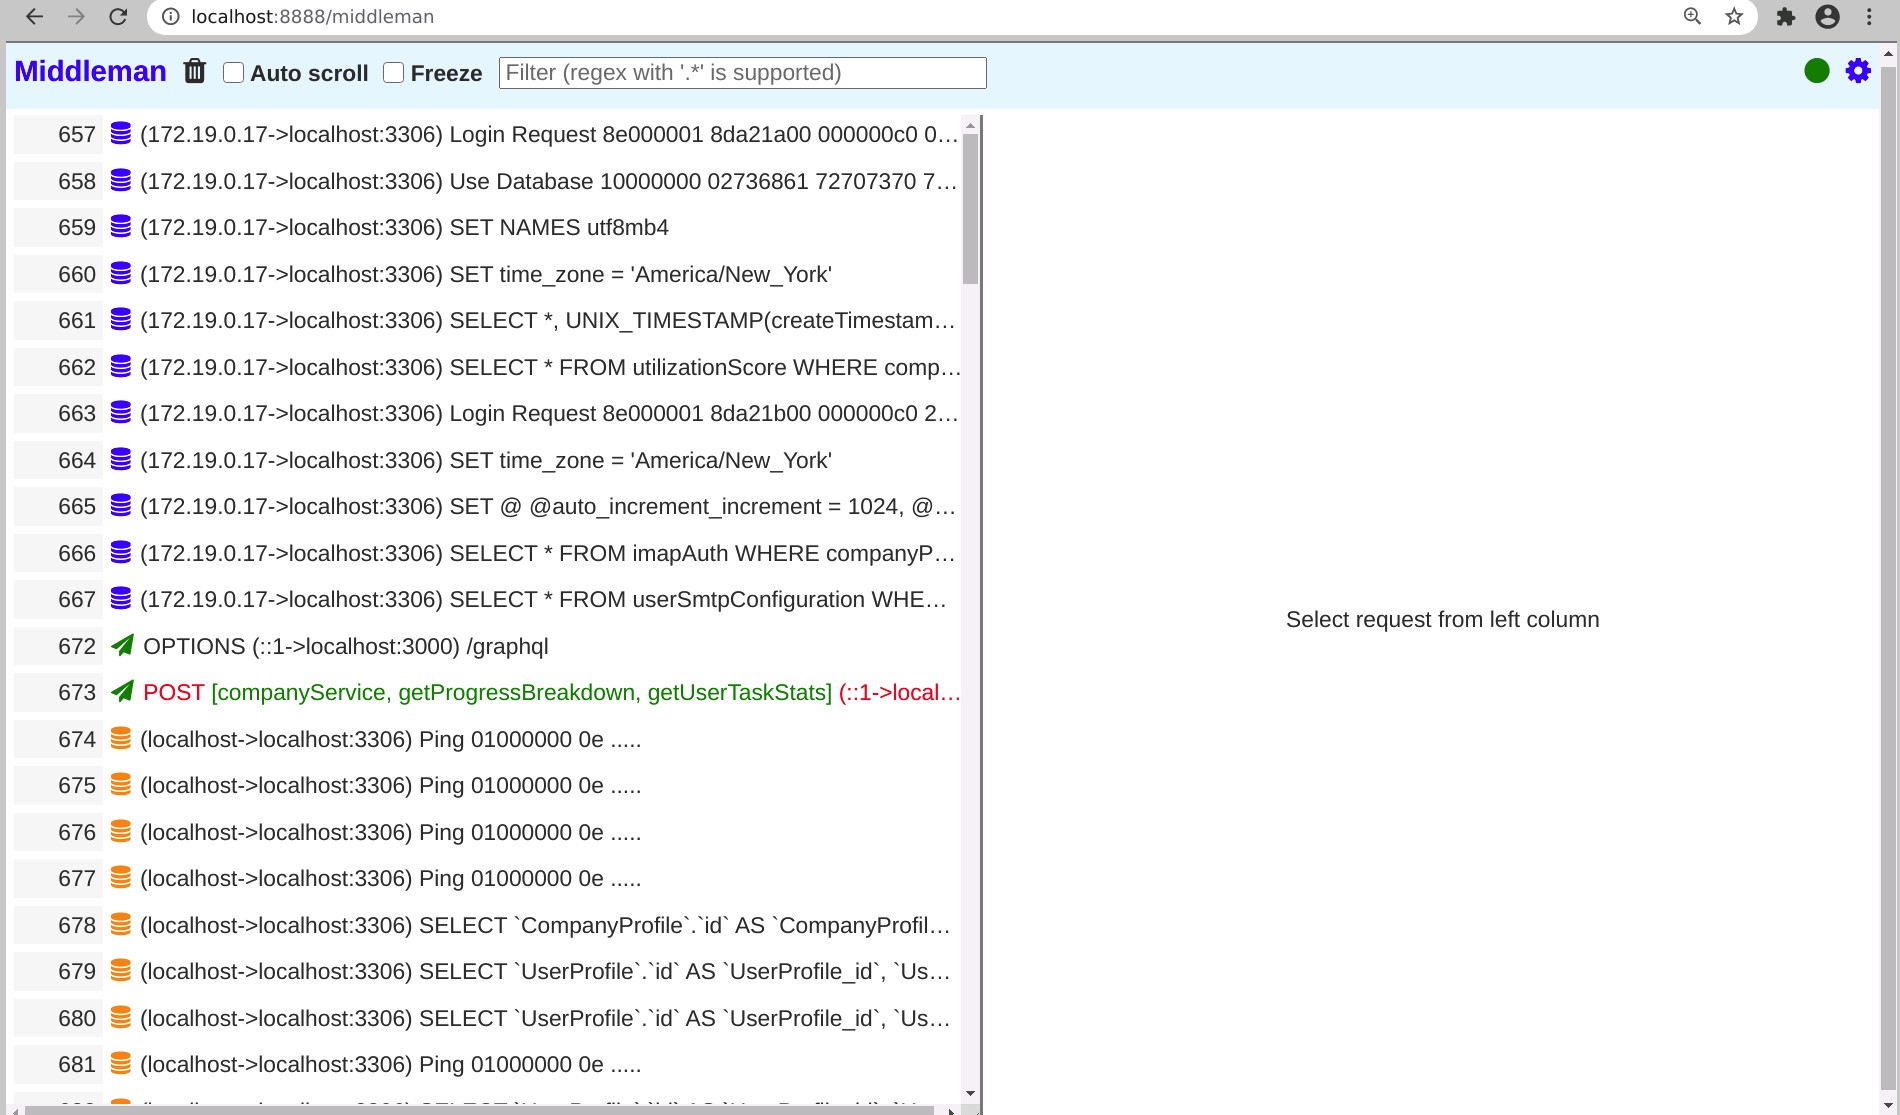 localhost:8888/middleman
Middleman Auto scroll Freeze Filter (regex with '.*' is supported)
657 (172.19.0.17->localhost:3306) Login Request 8e000001 8da21a00 000000c0 0…
658 (172.19.0.17->localhost:3306) Use Database 10000000 02736861 72707370 7…
659 (172.19.0.17->localhost:3306) SET NAMES utf8mb4
660 (172.19.0.17->localhost:3306) SET time_zone = 'America/New_York'
661 (172.19.0.17->localhost:3306) SELECT *, UNIX_TIMESTAMP(createTimestam…
662 (172.19.0.17->localhost:3306) SELECT * FROM utilizationScore WHERE comp…
663 (172.19.0.17->localhost:3306) Login Request 8e000001 8da21b00 000000c0 2…
664 (172.19.0.17->localhost:3306) SET time_zone = 'America/New_York'
665 (172.19.0.17->localhost:3306) SET @ @auto_increment_increment = 1024, @…
666 (172.19.0.17->localhost:3306) SELECT * FROM imapAuth WHERE companyP…
667 (172.19.0.17->localhost:3306) SELECT * FROM userSmtpConfiguration WHE…
672 OPTIONS (::1->localhost:3000) /graphql
673 POST [companyService, getProgressBreakdown, getUserTaskStats] (::1->local…
674 (localhost->localhost:3306) Ping 01000000 0e .....
675 (localhost->localhost:3306) Ping 01000000 0e .....
676 (localhost->localhost:3306) Ping 01000000 0e .....
677 (localhost->localhost:3306) Ping 01000000 0e .....
678 (localhost->localhost:3306) SELECT `CompanyProfile`.`id` AS `CompanyProfil…
679 (localhost->localhost:3306) SELECT `UserProfile`.`id` AS `UserProfile_id`, `Us…
680 (localhost->localhost:3306) SELECT `UserProfile`.`id` AS `UserProfile_id`, `Us…
681 (localhost->localhost:3306) Ping 01000000 0e .....
Select request from left column